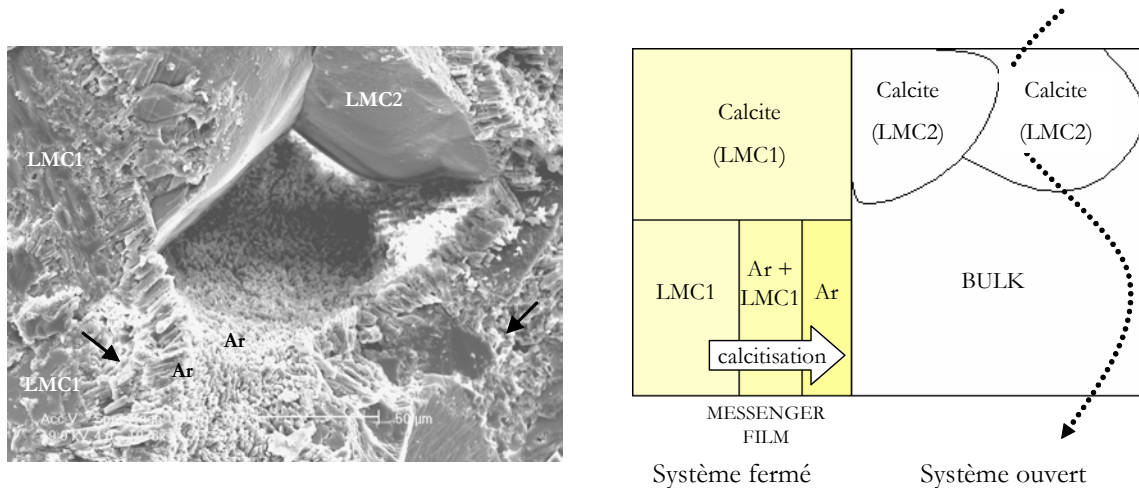 LMC2
LMC1
Ar
Ar
LMC1
Acc.V
50 µm
Calcite
(LMC1)
Calcite
(LMC2)
Calcite
(LMC2)
LMC1
Ar +
LMC1
Ar
BULK
calcitisation
MESSENGER
FILM
Système fermé
Système ouvert